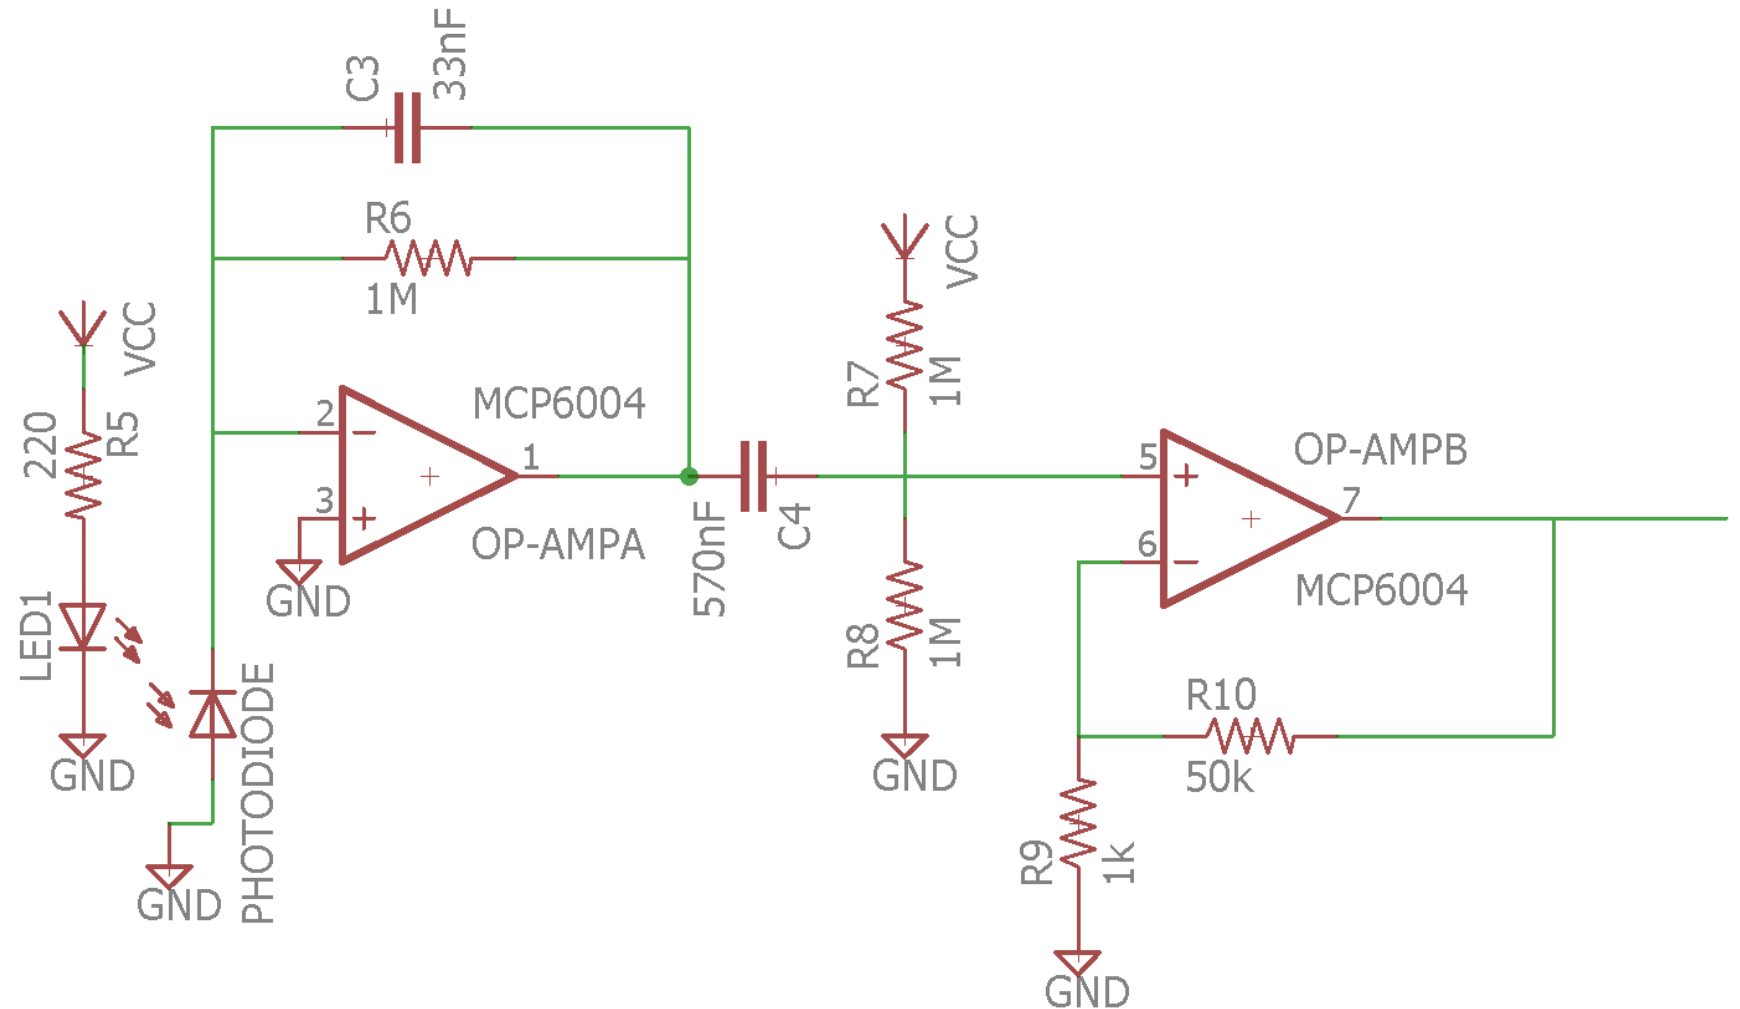 C3
33nF
R6
1M
VCC
220
R5
LED1
GND
PHOTODIODE
GND
2
3
1
MCP6004
OP-AMPA
GND
570nF
C4
VCC
R7
1M
R8
1M
GND
5
6
7
OP-AMPB
MCP6004
R10
50k
R9
1k
GND